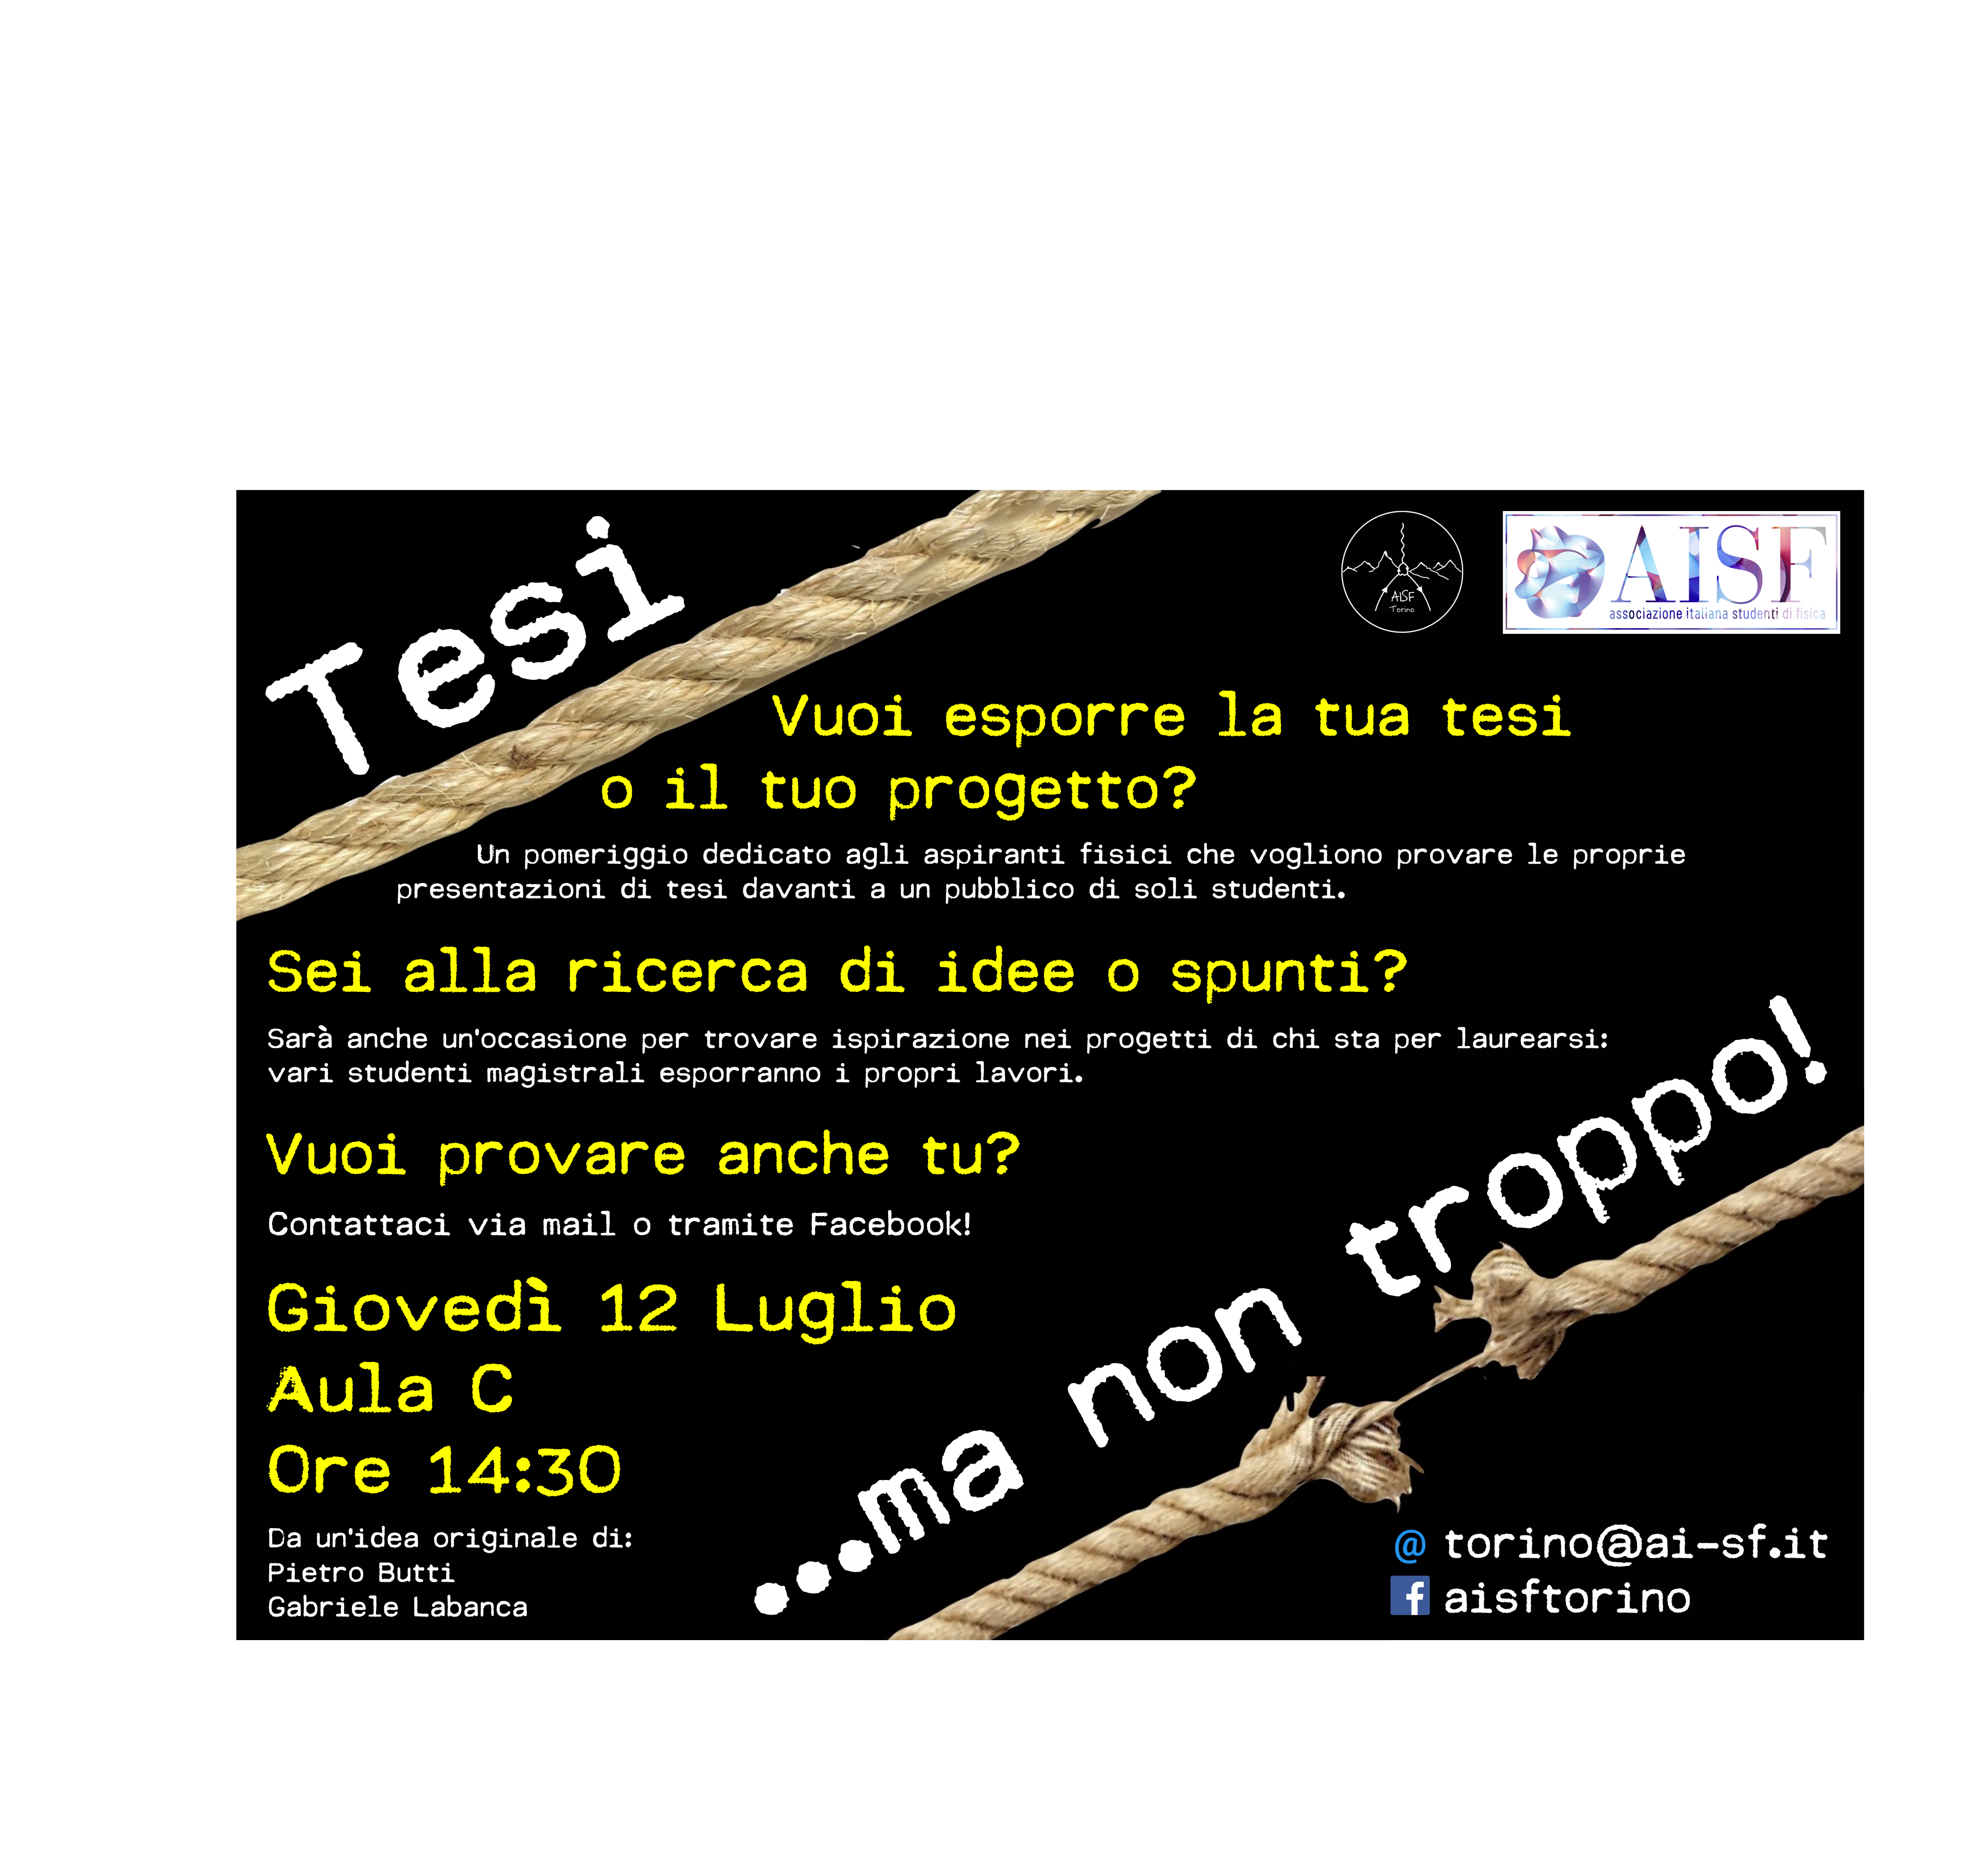 Tesi
AISF
Torino
AISF
associazione italiana studenti di fisica
Vuoi esporre la tua tesi
o il tuo progetto?
Un pomeriggio dedicato agli aspiranti fisici che vogliono provare le proprie
presentazioni di tesi davanti a un pubblico di soli studenti.
Sei alla ricerca di idee o spunti?
Sarà anche un'occasione per trovare ispirazione nei progetti di chi sta per laurearsi:
vari studenti magistrali esporranno i propri lavori.
Vuoi provare anche tu?
Contattaci via mail o tramite Facebook!
...ma non troppo!
Giovedì 12 Luglio
Aula C
Ore 14:30
Da un'idea originale di:
Pietro Butti
Gabriele Labanca
@ torino@ai-sf.it
f aisftorino